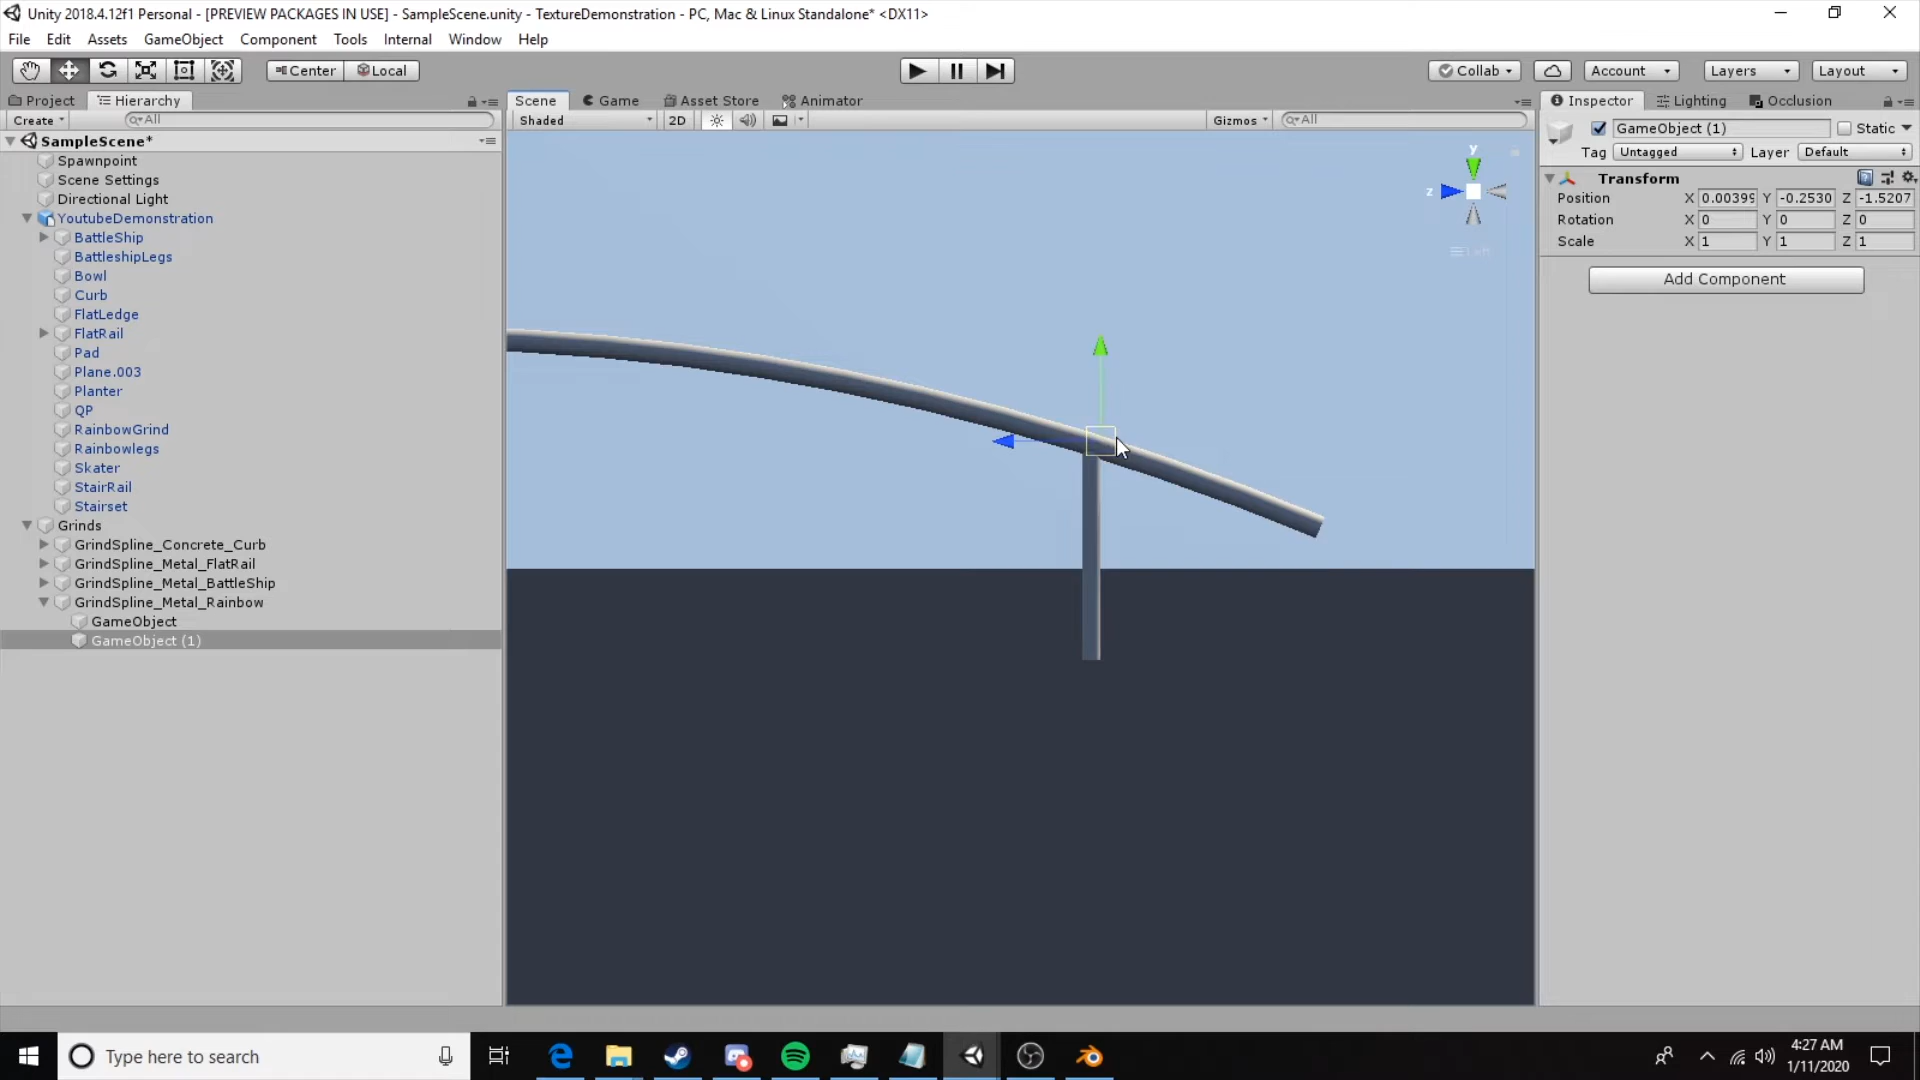 Unity 2018.4.12f1 Personal - [PREVIEW PACKAGES IN USE] - SampleScene.unity - TextureDemonstration - PC, Mac & Linux Standalone* <DX11>
File Edit Assets GameObject Component Tools Internal Window Help
Center Local Collab Account Layers Layout
Project Hierarchy Scene Game Asset Store Animator Inspector Lighting Occlusion
Create All Shaded 2D Gizmos All
GameObject (1) Static
SampleScene*
Tag Untagged Layer Default
Spawnpoint
Scene Settings
Directional Light
YoutubeDemonstration
BattleShip
BattleshipLegs
Bowl
Curb
FlatLedge
FlatRail
Pad
Plane.003
Planter
QP
RainbowGrind
Rainbowlegs
Skater
StairRail
Stairset
Grinds
GrindSpline_Concrete_Curb
GrindSpline_Metal_FlatRail
GrindSpline_Metal_BattleShip
GrindSpline_Metal_Rainbow
GameObject
GameObject (1)
y
z
Left
Transform
Position X 0.00399 Y -0.2530 Z -1.5207
Rotation X 0 Y 0 Z 0
Scale X 1 Y 1 Z 1
Add Component
Type here to search
4:27 AM
1/11/2020